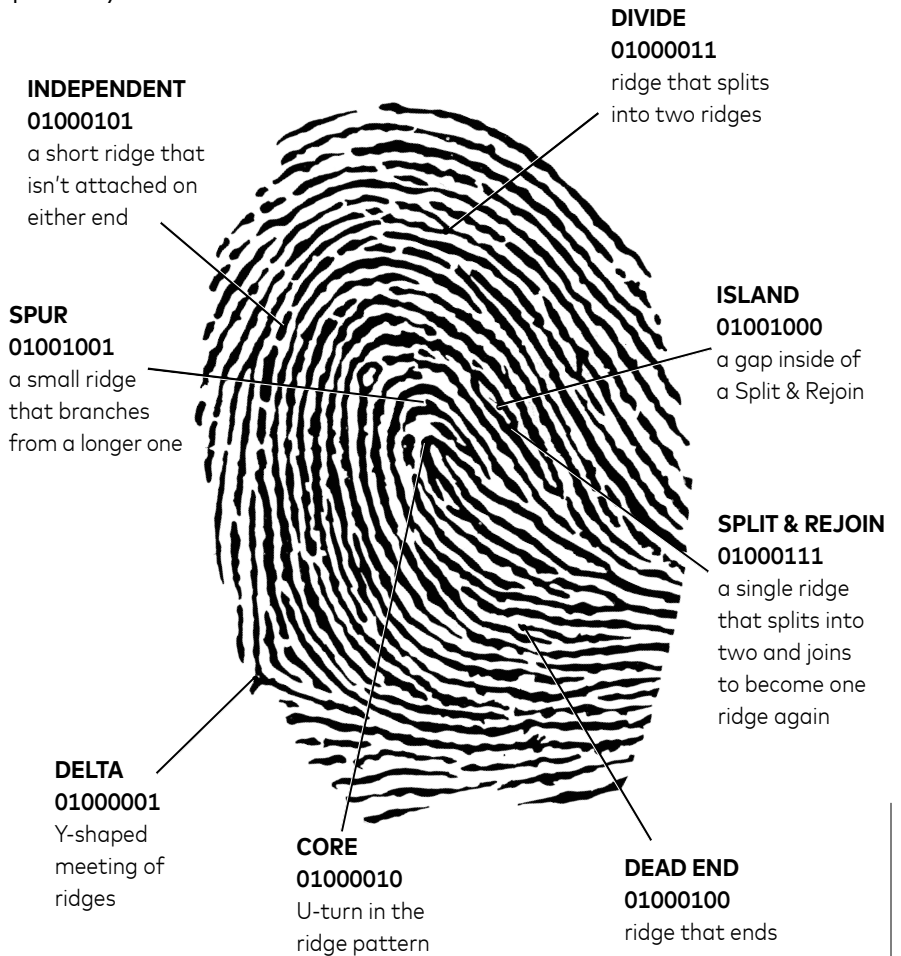 DIVIDE
01000011
ridge that splits
into two ridges
INDEPENDENT
01000101
a short ridge that
isn't attached on
either end
ISLAND
01001000
a gap inside of
a Split & Rejoin
SPUR
01001001
a small ridge
that branches
from a longer one
SPLIT & REJOIN
01000111
a single ridge
that splits into
two and joins
to become one
ridge again
DELTA
01000001
Y-shaped
meeting of
ridges
CORE
01000010
U-turn in the
ridge pattern
DEAD END
01000100
ridge that ends